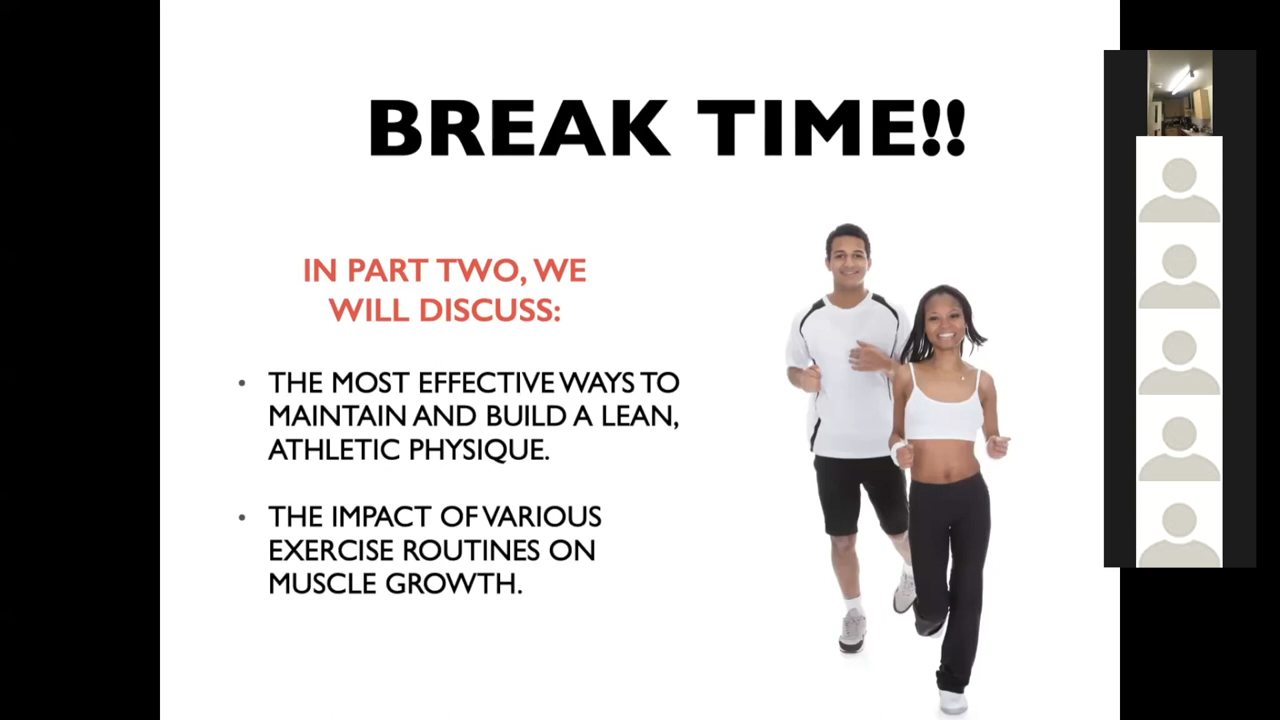 BREAK TIME!!
IN PART TWO, WE
WILL DISCUSS:
• THE MOST EFFECTIVE WAYS TO
MAINTAIN AND BUILD A LEAN,
ATHLETIC PHYSIQUE.
• THE IMPACT OF VARIOUS
EXERCISE ROUTINES ON
MUSCLE GROWTH.